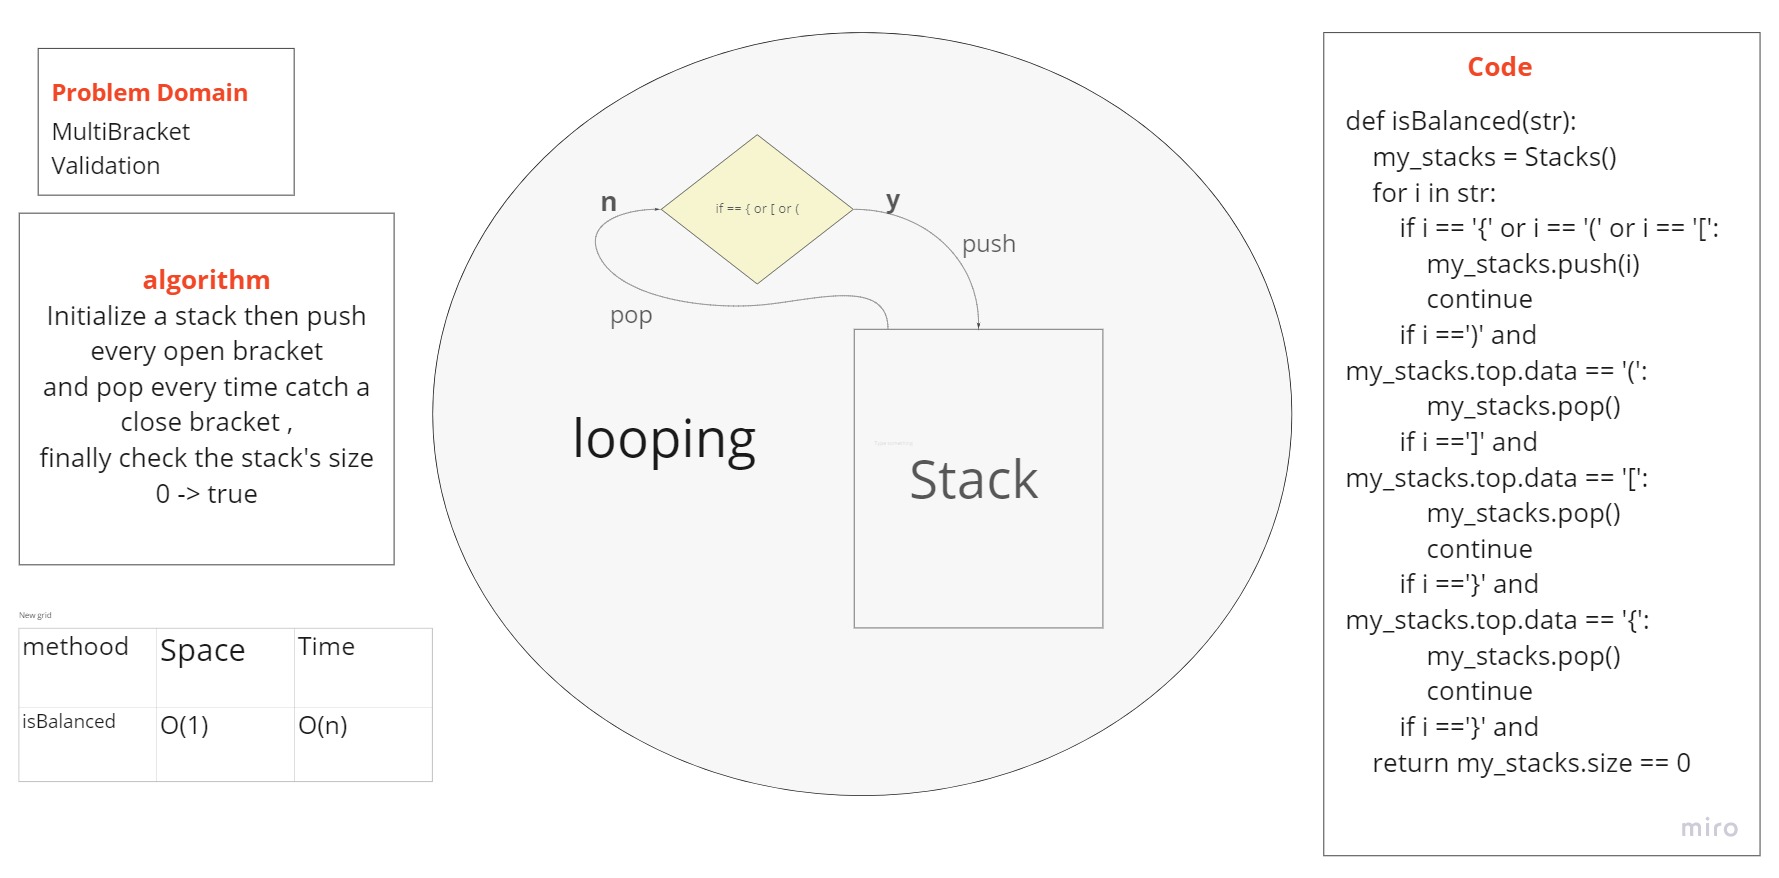 Problem Domain
MultiBracket
Validation
algorithm
Initialize a stack then push
every open bracket
and pop every time catch a
close bracket ,
finally check the stack's size
0 -> true
New grid
methood Space Time
isBalanced O(1) O(n)
n
if == { or [ or (
y
push
pop
looping
Stack
Code
def isBalanced(str):
my_stacks = Stacks()
for i in str:
if i == '{' or i == '(' or i == '[':
my_stacks.push(i)
continue
if i ==')' and
my_stacks.top.data == '(':
my_stacks.pop()
if i ==']' and
my_stacks.top.data == '[':
my_stacks.pop()
continue
if i =='}' and
my_stacks.top.data == '{':
my_stacks.pop()
continue
if i =='}' and
return my_stacks.size == 0
miro